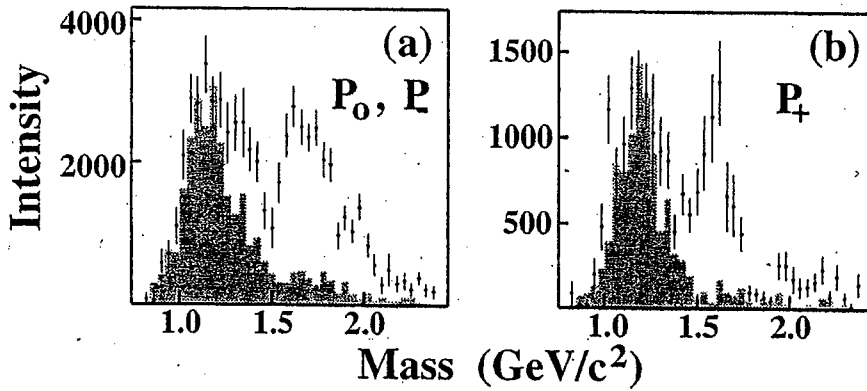 Intensity
4000
2000
(a)
P₀, P₋
1.0 1.5 2.0
1500
1000
500
(b)
P₊
1.0 1.5 2.0
Mass (GeV/c²)